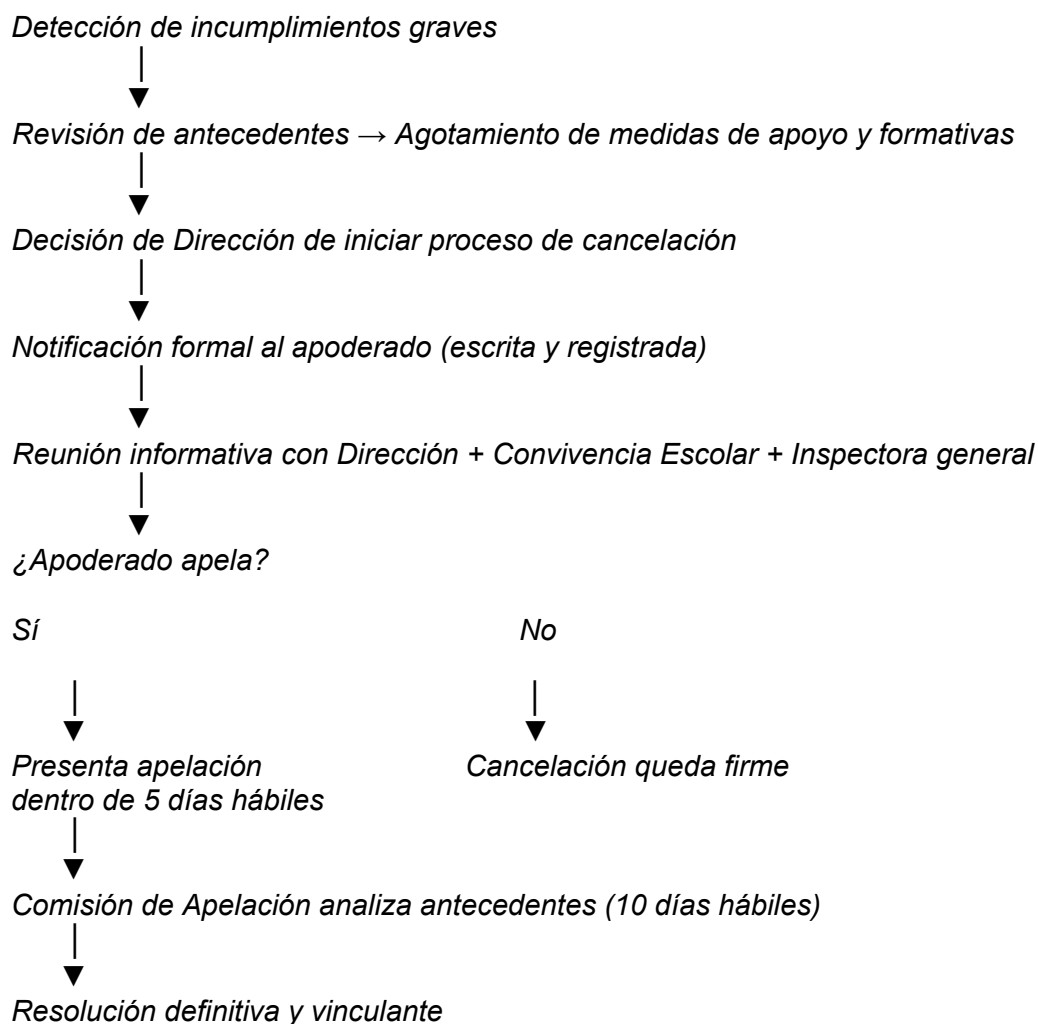 Detección de incumplimientos graves
Revisión de antecedentes → Agotamiento de medidas de apoyo y formativas
Decisión de Dirección de iniciar proceso de cancelación
Notificación formal al apoderado (escrita y registrada)
Reunión informativa con Dirección + Convivencia Escolar + Inspectora general
¿Apoderado apela?
Sí No
Presenta apelación Cancelación queda firme
dentro de 5 días hábiles
Comisión de Apelación analiza antecedentes (10 días hábiles)
Resolución definitiva y vinculante